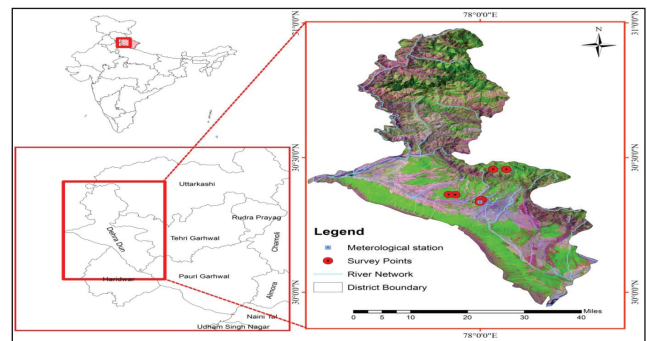 78°0'0"E
31°0'0"N
N
30°30'0"N
Uttarkashi
Rudra Prayag
Dehra Dun
Tehri Garhwal
Chamoli
Haridwar
Pauri Garhwal
Almora
Naini Tal
Udham Singh Nagar
Legend
Meterological station
Survey Points
River Network
District Boundary
30°0'0"N
Miles
0 5 10 20 30 40
78°0'0"E